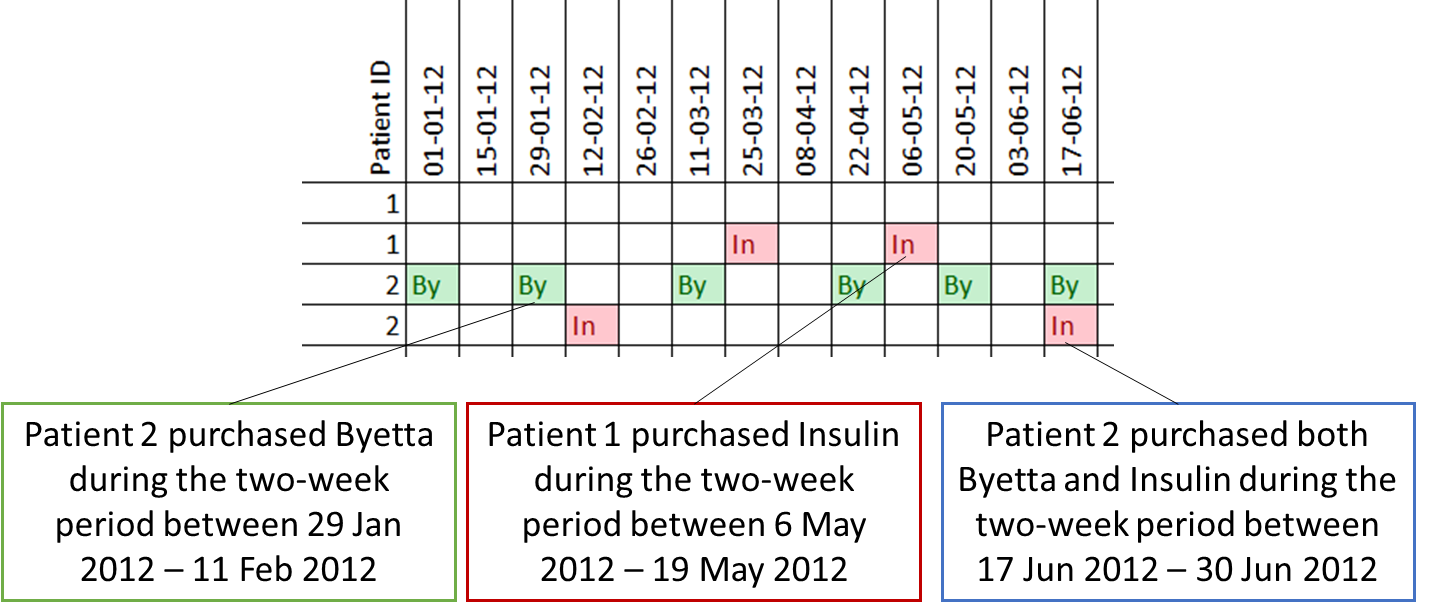 Patient ID 01-01-12 15-01-12 29-01-12 12-02-12 26-02-12 11-03-12 25-03-12 08-04-12 22-04-12 06-05-12 20-05-12 03-06-12 17-06-12
1
1 In In
2 By By By By By By
2 In In
Patient 2 purchased Byetta
during the two-week
period between 29 Jan
2012 – 11 Feb 2012
Patient 1 purchased Insulin
during the two-week
period between 6 May
2012 – 19 May 2012
Patient 2 purchased both
Byetta and Insulin during the
two-week period between
17 Jun 2012 – 30 Jun 2012